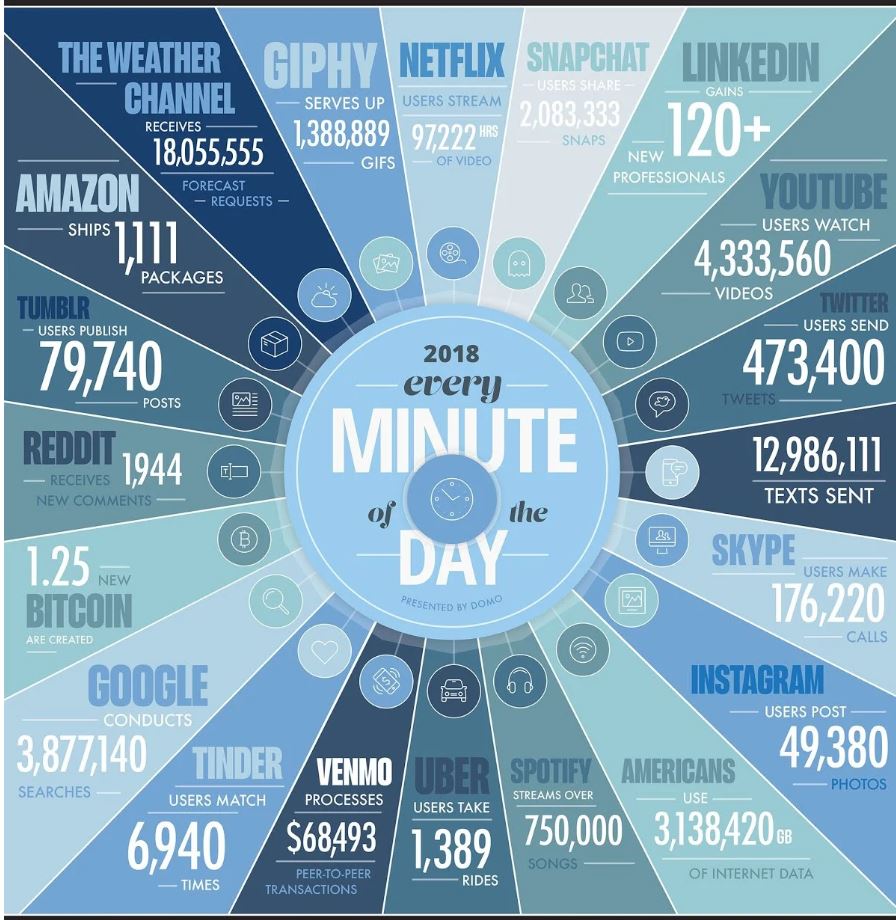 2018
every
MINUTE
of the
DAY
PRESENTED BY DOMO
THE WEATHER
CHANNEL
RECEIVES
18,055,555
FORECAST
REQUESTS
GIPHY
SERVES UP
1,388,889
GIFS
NETFLIX
USERS STREAM
97,222 HRS
OF VIDEO
SNAPCHAT
USERS SHARE
2,083,333
SNAPS
LINKEDIN
GAINS
120+
NEW
PROFESSIONALS
YOUTUBE
USERS WATCH
4,333,560
VIDEOS
TWITTER
USERS SEND
473,400
TWEETS
12,986,111
TEXTS SENT
SKYPE
USERS MAKE
176,220
CALLS
INSTAGRAM
USERS POST
49,380
PHOTOS
AMERICANS
USE
3,138,420 GB
OF INTERNET DATA
SPOTIFY
STREAMS OVER
750,000
SONGS
UBER
USERS TAKE
1,389
RIDES
VENMO
PROCESSES
$68,493
PEER-TO-PEER
TRANSACTIONS
TINDER
USERS MATCH
6,940
TIMES
GOOGLE
CONDUCTS
3,877,140
SEARCHES
1.25 NEW
BITCOIN
ARE CREATED
REDDIT
RECEIVES 1,944
NEW COMMENTS
TUMBLR
USERS PUBLISH
79,740
POSTS
AMAZON
SHIPS 1,111
PACKAGES